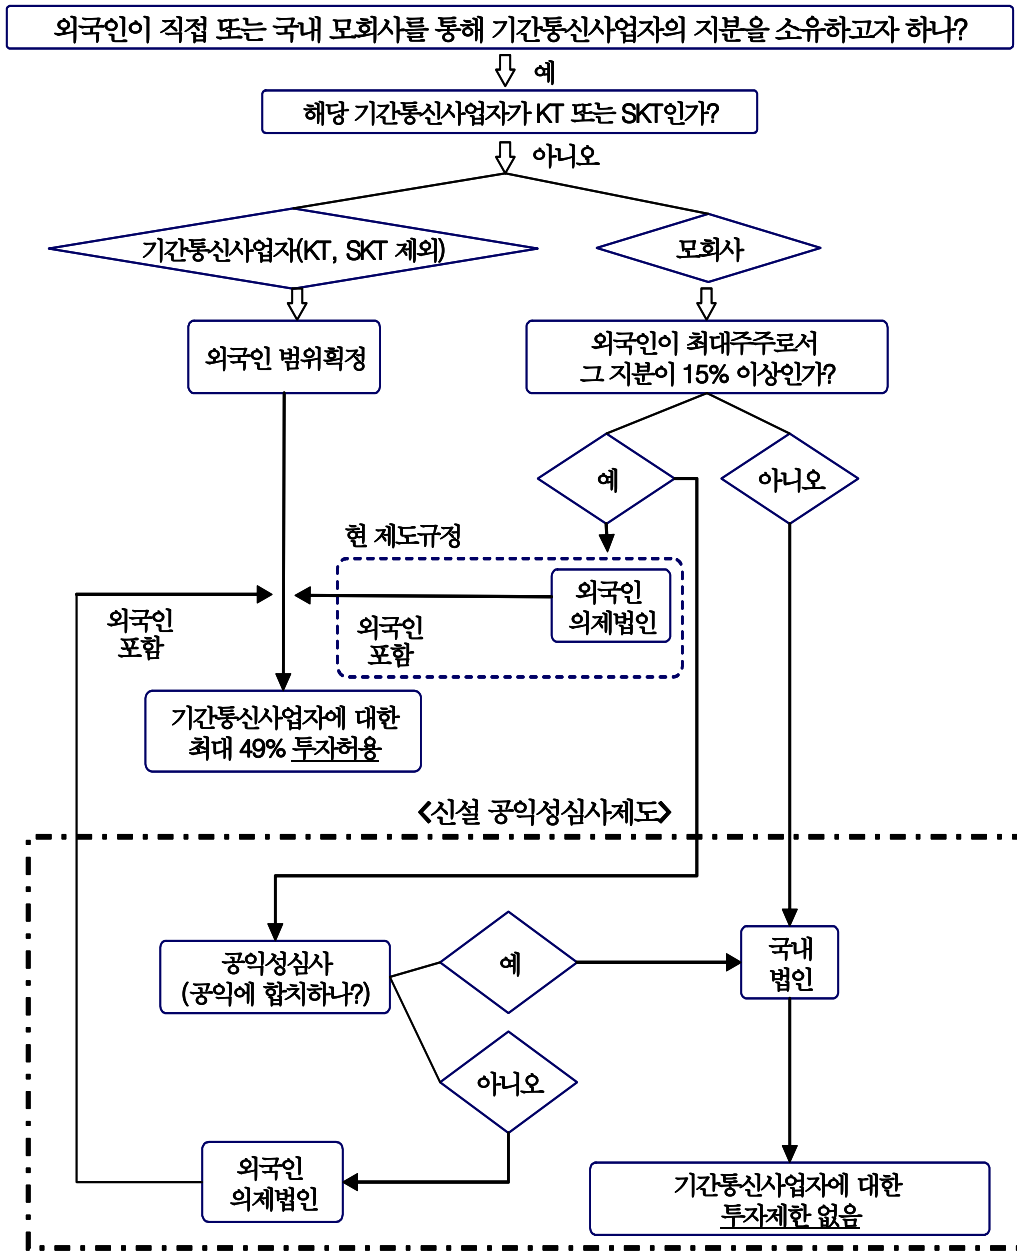 외국인이 직접 또는 국내 모회사를 통해 기간통신사업자의 지분을 소유하고자 하나?
예
해당 기간통신사업자가 KT 또는 SKT인가?
아니오
기간통신사업자(KT, SKT 제외)
모회사
외국인 범위획정
외국인이 최대주주로서
그 지분이 15% 이상인가?
예
아니오
현 제도규정
외국인
의제법인
외국인
포함
외국인
포함
기간통신사업자에 대한
최대 49% 투자허용
<신설 공익성심사제도>
공익성심사
(공익에 합치하나?)
예
국내
법인
아니오
외국인
의제법인
기간통신사업자에 대한
투자제한 없음